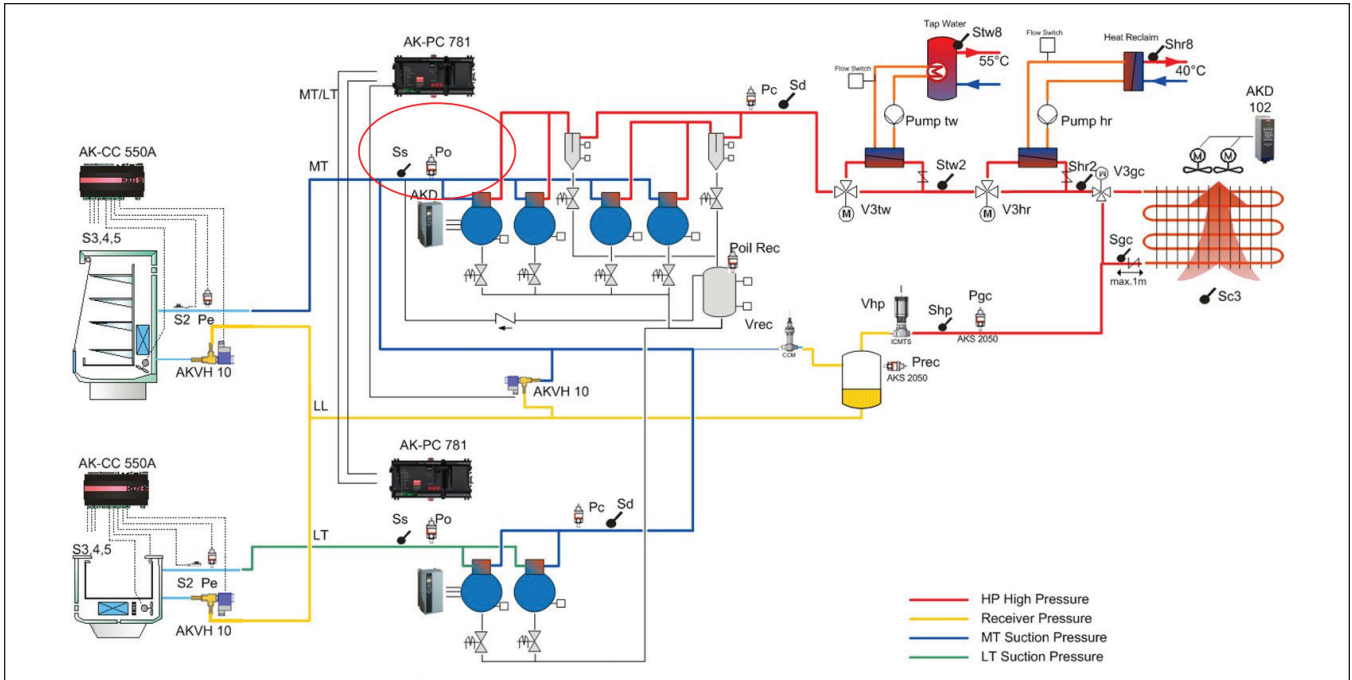 Tap Water
Stw8
Flow Switch
Heat Reclaim
Shr8
AK-PC 781
55°C
40°C
Flow Switch
AKD
102
MT/LT
Pc
Sd
Pump tw
Pump hr
AK-CC 550A
Ss
Po
MT
Stw2
Shr2
M
V3gc
M
M
AKD
M
V3tw
M
V3hr
S3,4,5
Sgc
Poil Rec
max.1m
Sc3
S2 Pe
Vhp
Shp
Pgc
Vrec
ICMTS
AKS 2050
CCM
Prec
AKS 2050
AKVH 10
AKVH 10
LL
AK-PC 781
AK-CC 550A
Ss
Po
Pc
Sd
LT
S3,4,5
S2 Pe
AKVH 10
HP High Pressure
Receiver Pressure
MT Suction Pressure
LT Suction Pressure